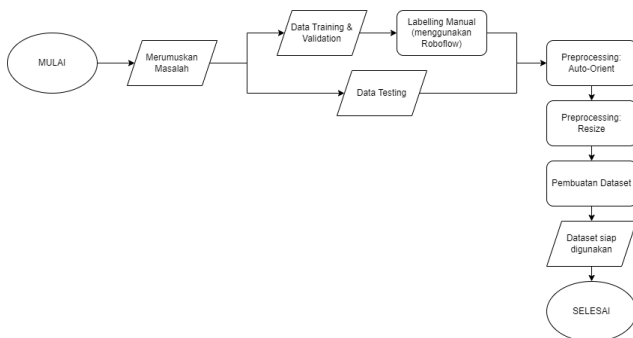 MULAI
Merumuskan
Masalah
Data Training &
Validation
Labelling Manual
(menggunakan
Roboflow)
Data Testing
Preprocessing:
Auto-Orient
Preprocessing:
Resize
Pembuatan Dataset
Dataset siap
digunakan
SELESAI